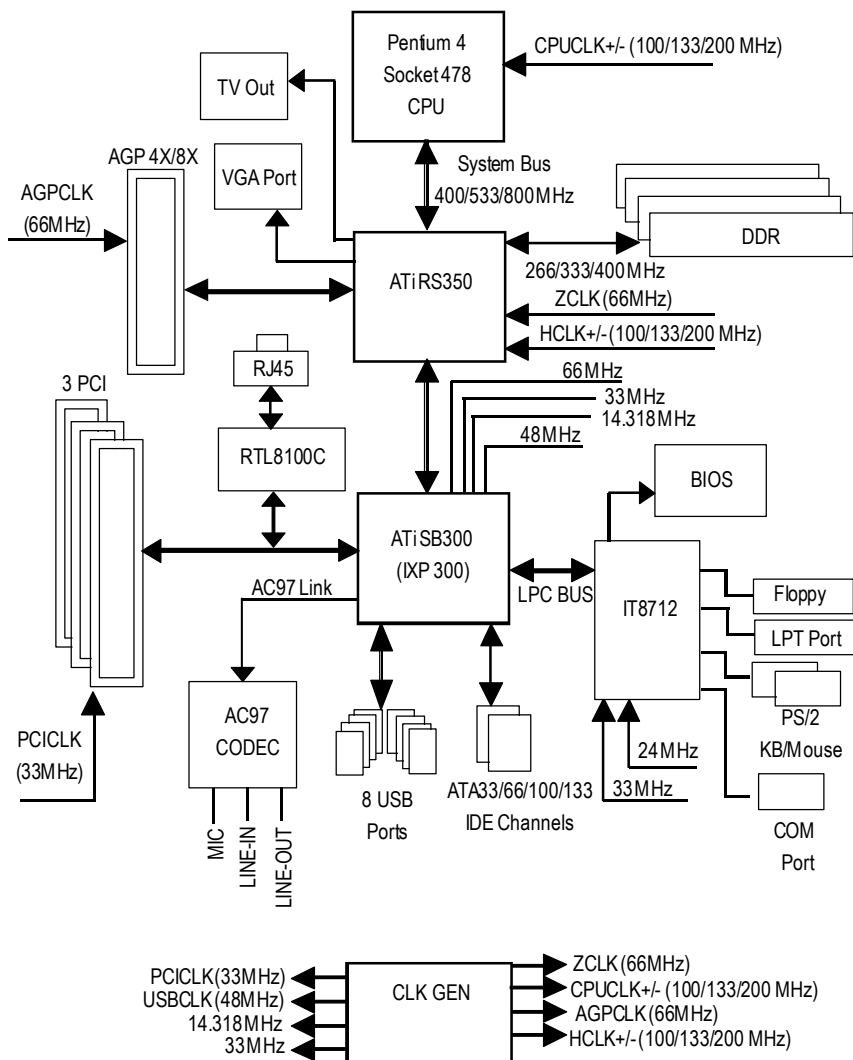 Pentium 4
Socket 478
CPU
CPUCLK+/- (100/133/200 MHz)
TV Out
AGP 4X/8X
System Bus
VGA Port
400/533/800MHz
AGPCLK
(66MHz)
DDR
ATi RS350
266/333/400MHz
ZCLK (66MHz)
HCLK+/- (100/133/200 MHz)
RJ45
66MHz
3 PCI
33MHz
14.318MHz
48MHz
RTL8100C
BIOS
ATi SB300
(IXP 300)
LPC BUS
AC97 Link
IT8712
Floppy
LPT Port
AC97
CODEC
PS/2
KB/Mouse
PCICLK
(33MHz)
24MHz
33MHz
8 USB
Ports
ATA33/66/100/133
IDE Channels
COM
Port
MIC
LINE-IN
LINE-OUT
CLK GEN
PCICLK (33MHz)
USBCLK (48MHz)
14.318MHz
33MHz
ZCLK (66MHz)
CPUCLK+/- (100/133/200 MHz)
AGPCLK (66MHz)
HCLK+/- (100/133/200 MHz)